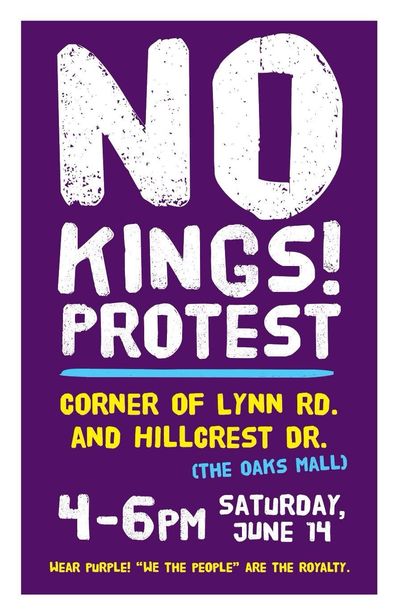 NO
KINGS!
PROTEST
CORNER OF LYNN RD.
AND HILLCREST DR.
(THE OAKS MALL)
4-6PM
SATURDAY,
JUNE 14
WEAR PURPLE! “WE THE PEOPLE” ARE THE ROYALTY.